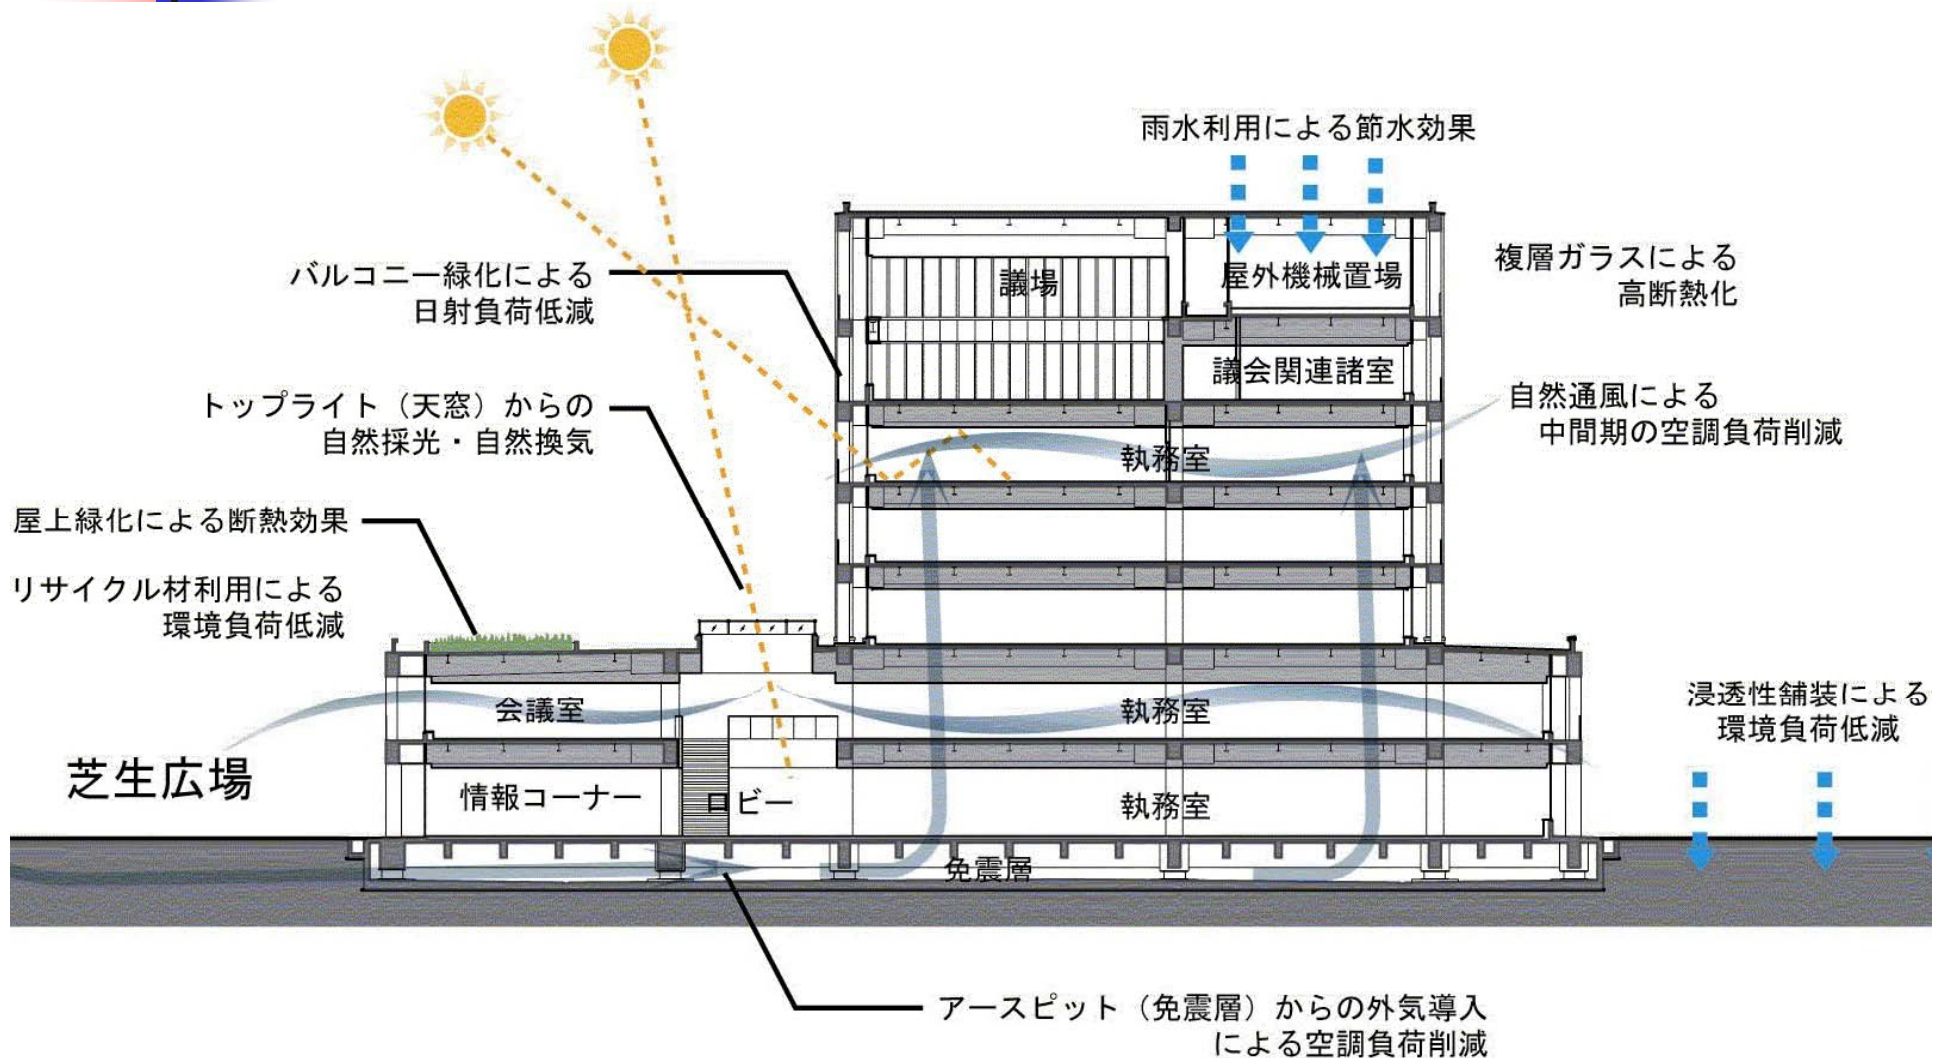 雨水利用による節水効果
バルコニー緑化による
日射負荷低減
議場
屋外機械置場
複層ガラスによる
高断熱化
議会関連諸室
トップライト（天窓）からの
自然採光・自然換気
自然通風による
中間期の空調負荷削減
執務室
屋上緑化による断熱効果
リサイクル材利用による
環境負荷低減
会議室
執務室
浸透性舗装による
環境負荷低減
芝生広場
情報コーナー
ロビー
執務室
免震層
アースピット（免震層）からの外気導入
による空調負荷削減